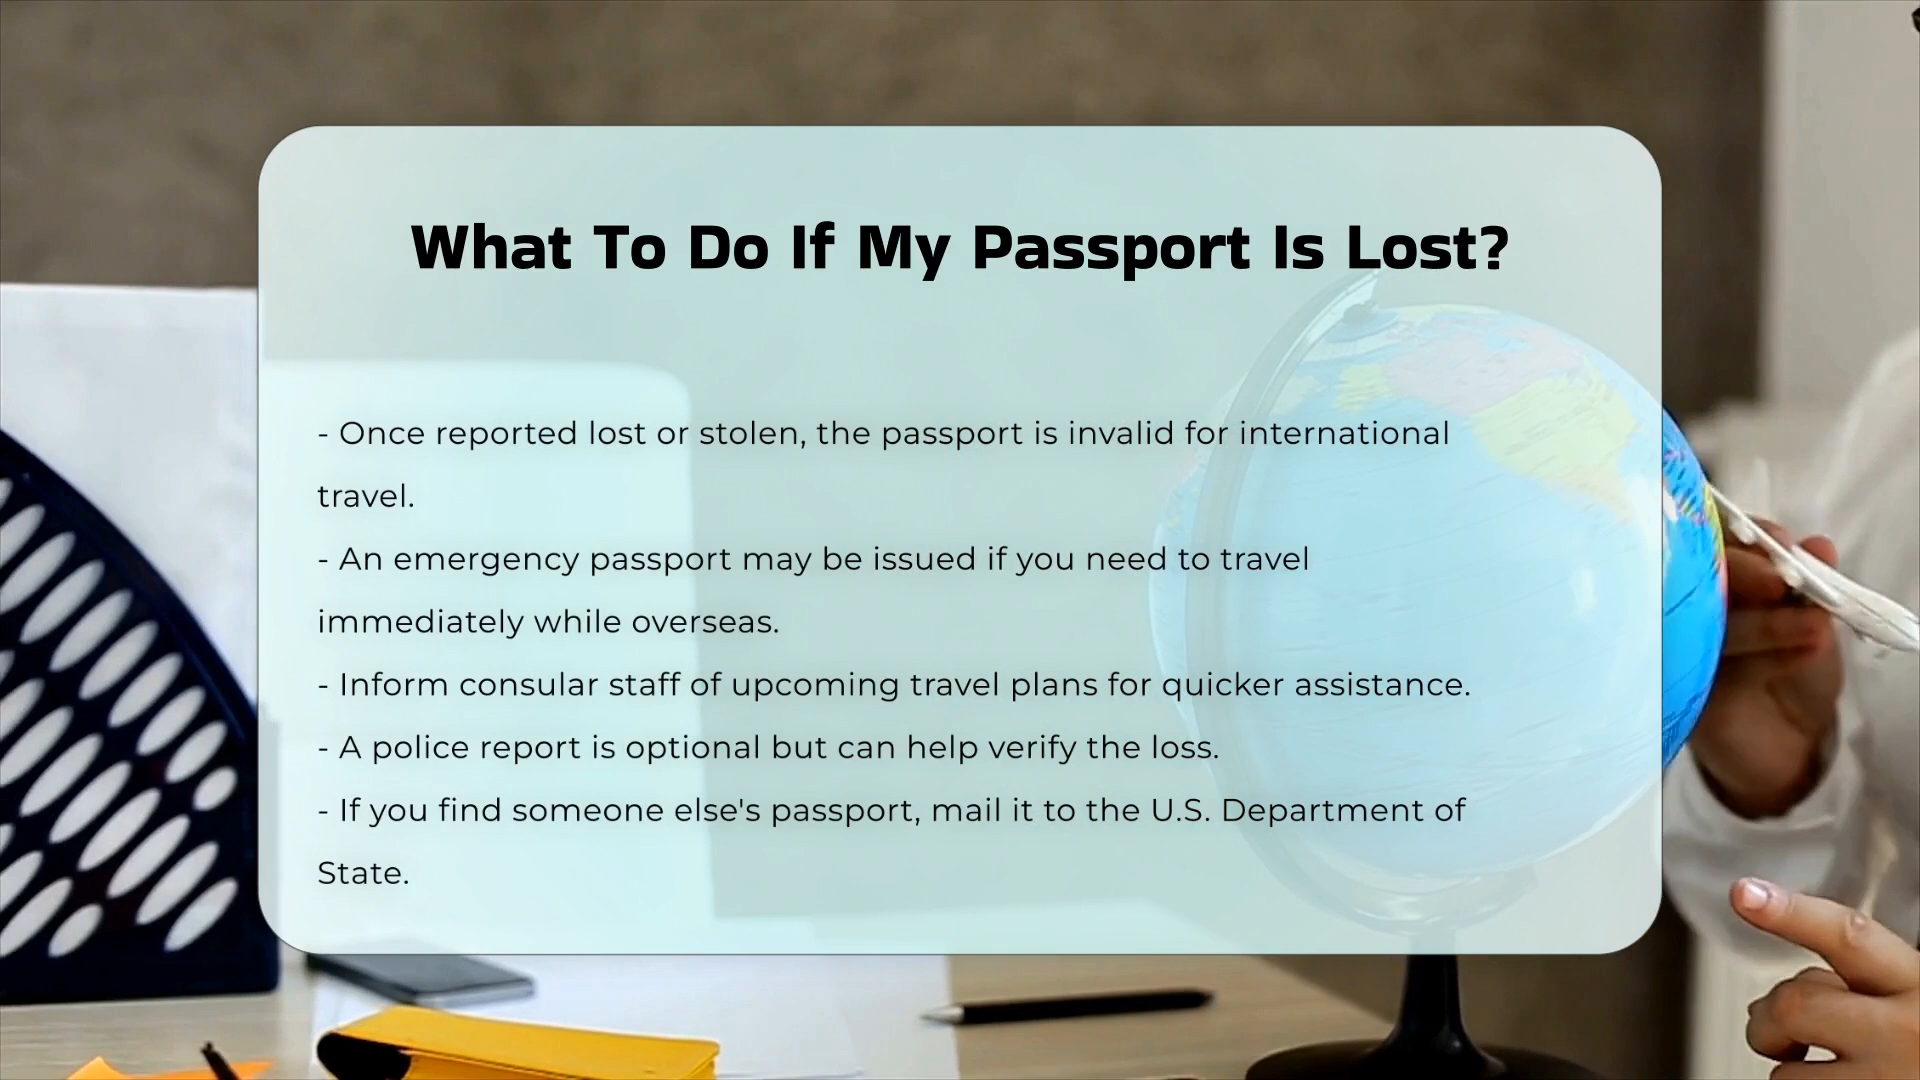 What To Do If My Passport Is Lost?
- Once reported lost or stolen, the passport is invalid for international
travel.
- An emergency passport may be issued if you need to travel
immediately while overseas.
- Inform consular staff of upcoming travel plans for quicker assistance.
- A police report is optional but can help verify the loss.
- If you find someone else's passport, mail it to the U.S. Department of
State.